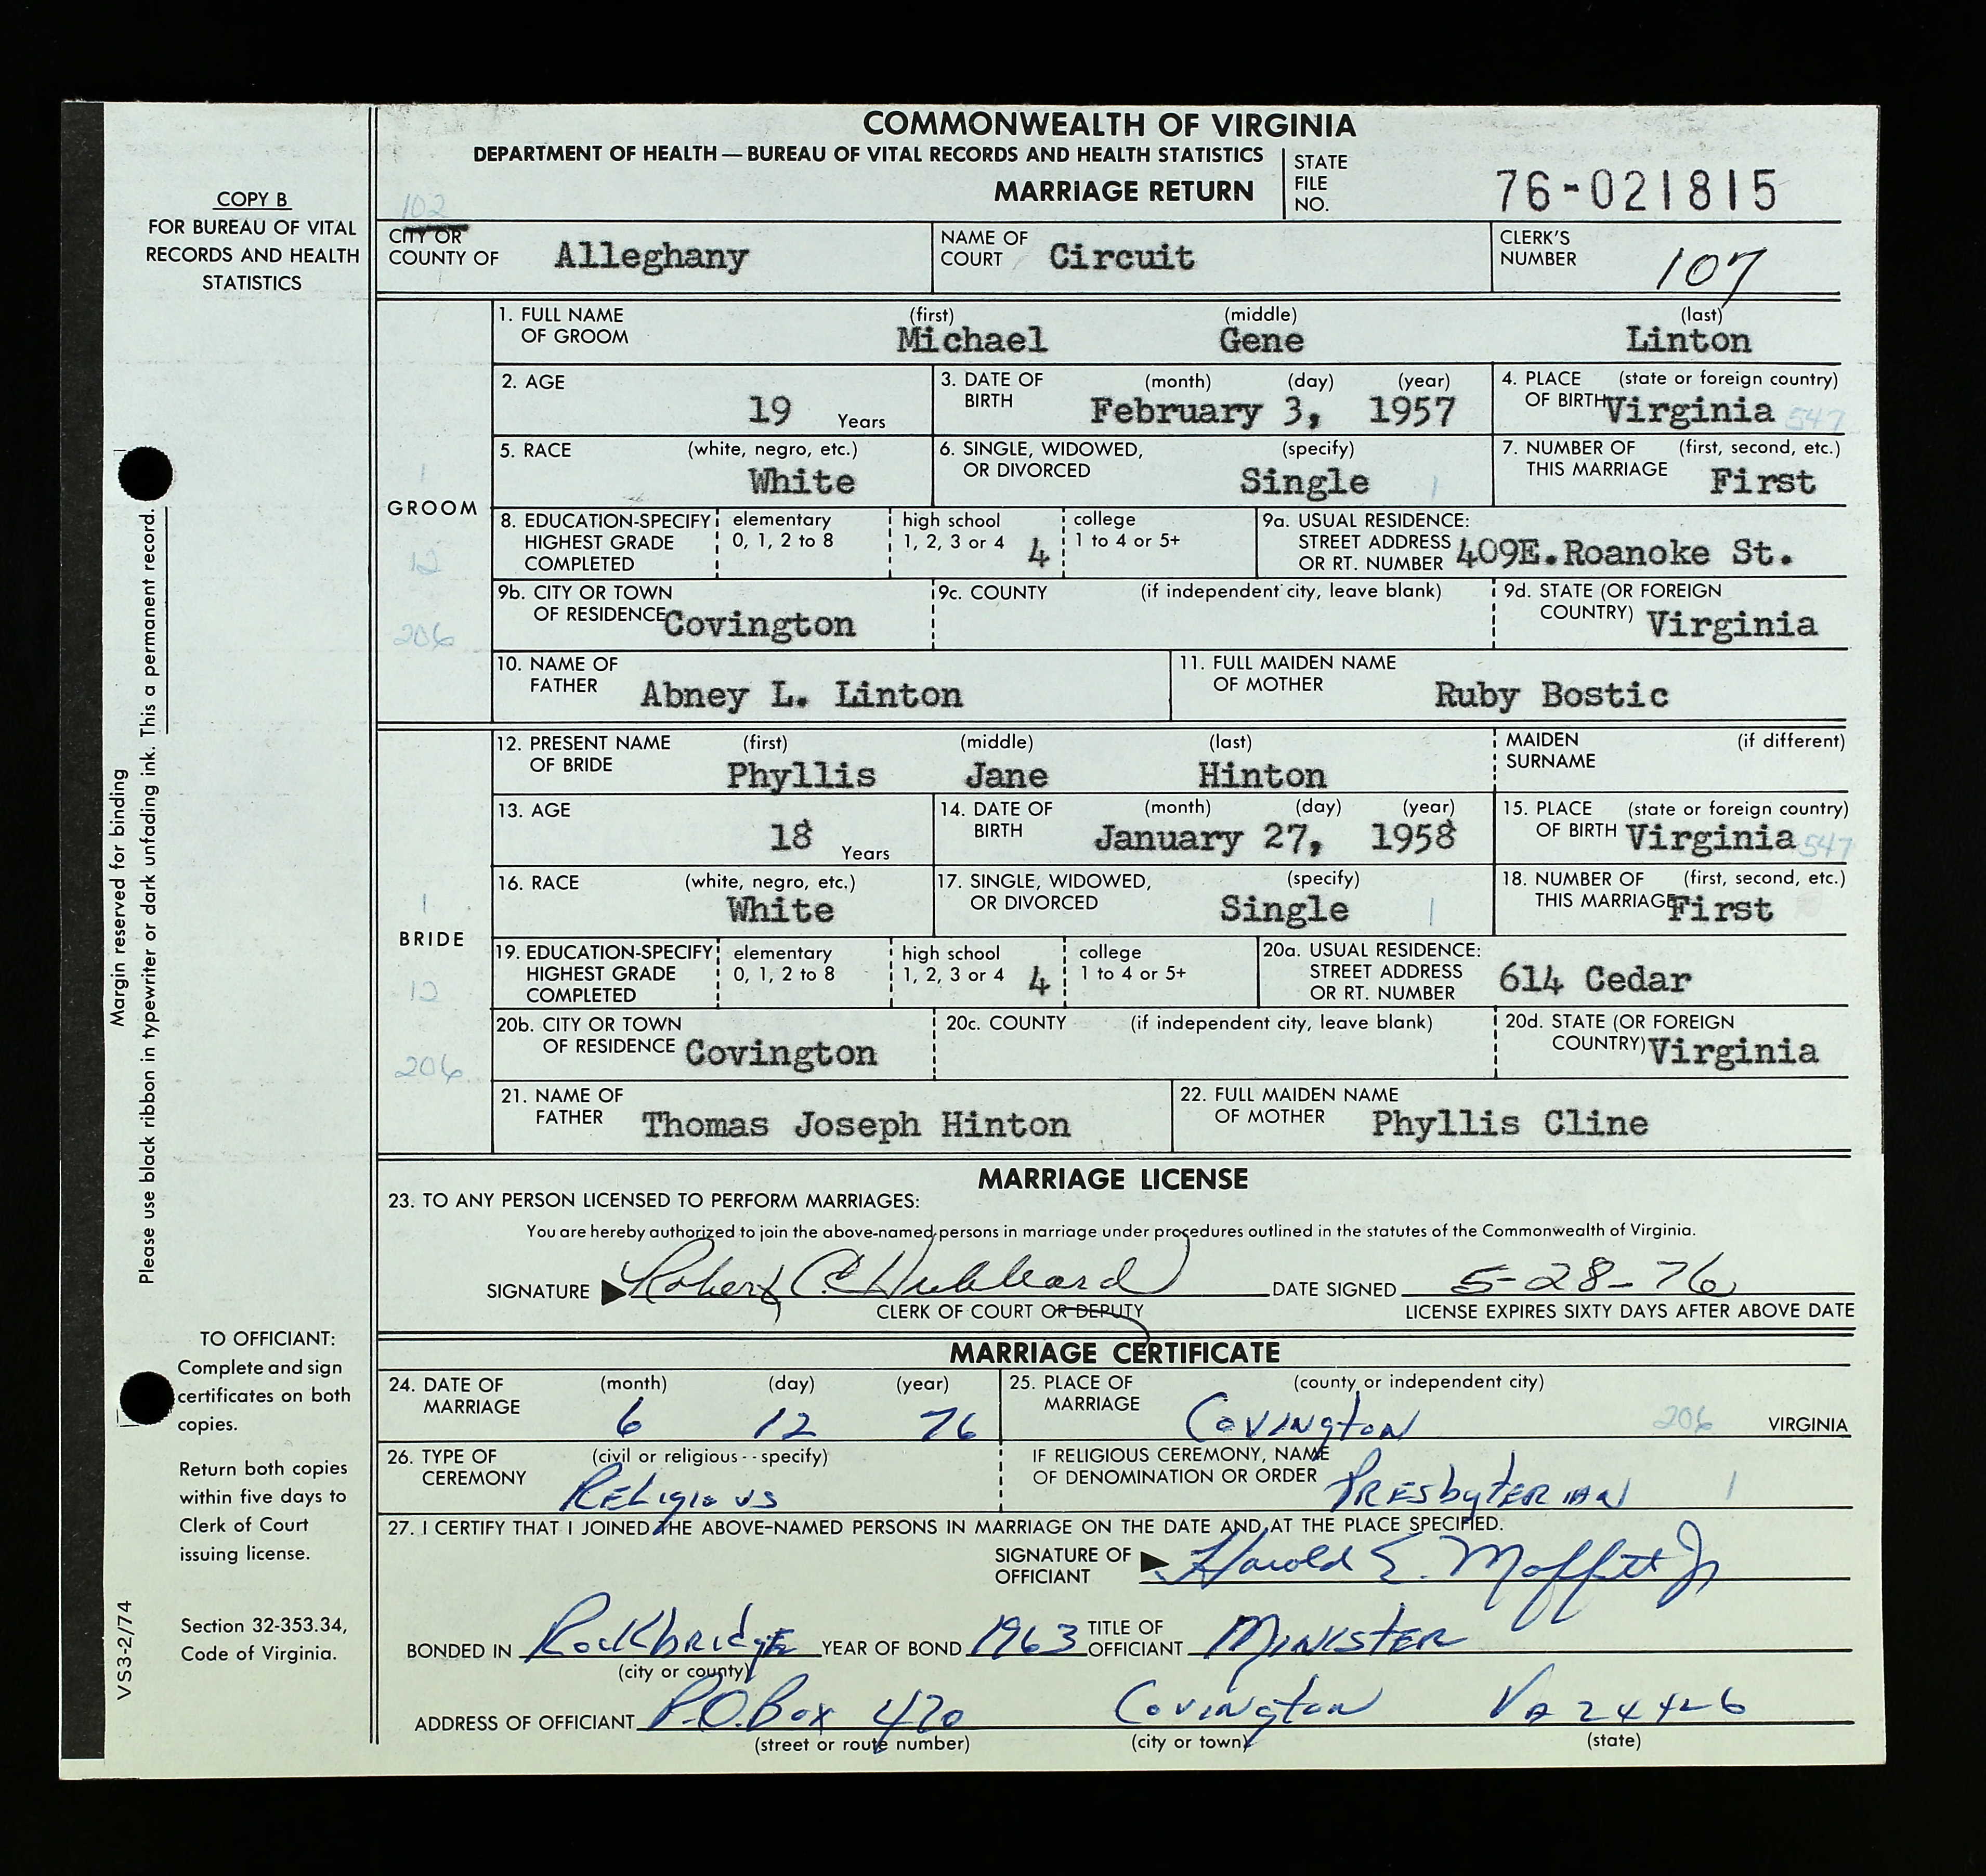 COMMONWEALTH OF VIRGINIA
DEPARTMENT OF HEALTH — BUREAU OF VITAL RECORDS AND HEALTH STATISTICS
MARRIAGE RETURN
STATE FILE NO. 76-021815
COPY B
FOR BUREAU OF VITAL
RECORDS AND HEALTH
STATISTICS
102
CITY OR COUNTY OF Alleghany
NAME OF COURT Circuit
CLERK'S NUMBER 107
GROOM
1
12
206
1. FULL NAME OF GROOM (first) Michael (middle) Gene (last) Linton
2. AGE 19 Years
3. DATE OF BIRTH (month) (day) (year) February 3, 1957
4. PLACE OF BIRTH (state or foreign country) Virginia 547
5. RACE (white, negro, etc.) White
6. SINGLE, WIDOWED, OR DIVORCED (specify) Single 1
7. NUMBER OF THIS MARRIAGE (first, second, etc.) First
8. EDUCATION-SPECIFY HIGHEST GRADE COMPLETED elementary 0, 1, 2 to 8 high school 1, 2, 3 or 4 4 college 1 to 4 or 5+
9a. USUAL RESIDENCE: STREET ADDRESS OR RT. NUMBER 409E.Roanoke St.
9b. CITY OR TOWN OF RESIDENCE Covington
9c. COUNTY (if independent city, leave blank)
9d. STATE (OR FOREIGN COUNTRY) Virginia
10. NAME OF FATHER Abney L. Linton
11. FULL MAIDEN NAME OF MOTHER Ruby Bostic
BRIDE
1
12
206
12. PRESENT NAME OF BRIDE (first) Phyllis (middle) Jane (last) Hinton
MAIDEN SURNAME (if different)
13. AGE 18 Years
14. DATE OF BIRTH (month) (day) (year) January 27, 1958
15. PLACE OF BIRTH (state or foreign country) Virginia 547
16. RACE (white, negro, etc.) White
17. SINGLE, WIDOWED, OR DIVORCED (specify) Single 1
18. NUMBER OF THIS MARRIAGE (first, second, etc.) First
19. EDUCATION-SPECIFY HIGHEST GRADE COMPLETED elementary 0, 1, 2 to 8 high school 1, 2, 3 or 4 4 college 1 to 4 or 5+
20a. USUAL RESIDENCE: STREET ADDRESS OR RT. NUMBER 614 Cedar
20b. CITY OR TOWN OF RESIDENCE Covington
20c. COUNTY (if independent city, leave blank)
20d. STATE (OR FOREIGN COUNTRY) Virginia
21. NAME OF FATHER Thomas Joseph Hinton
22. FULL MAIDEN NAME OF MOTHER Phyllis Cline
MARRIAGE LICENSE
23. TO ANY PERSON LICENSED TO PERFORM MARRIAGES:
You are hereby authorized to join the above-named persons in marriage under procedures outlined in the statutes of the Commonwealth of Virginia.
SIGNATURE Robert C. Hubbard DATE SIGNED 5-28-76
CLERK OF COURT OR DEPUTY LICENSE EXPIRES SIXTY DAYS AFTER ABOVE DATE
MARRIAGE CERTIFICATE
24. DATE OF MARRIAGE (month) 6 (day) 12 (year) 76
25. PLACE OF MARRIAGE (county or independent city) Covington 206 VIRGINIA
26. TYPE OF CEREMONY (civil or religious - - specify) Religious
IF RELIGIOUS CEREMONY, NAME OF DENOMINATION OR ORDER Presbyterian 1
27. I CERTIFY THAT I JOINED THE ABOVE-NAMED PERSONS IN MARRIAGE ON THE DATE AND AT THE PLACE SPECIFIED.
SIGNATURE OF OFFICIANT Harold E. Moffett Jr
BONDED IN Rockbridge YEAR OF BOND 1963 TITLE OF OFFICIANT Minister
(city or county)
ADDRESS OF OFFICIANT P.O. Box 420 Covington Va 24426
(street or route number) (city or town) (state)
Margin reserved for binding
Please use black ribbon in typewriter or dark unfading ink. This a permanent record.
TO OFFICIANT:
Complete and sign
certificates on both
copies.
Return both copies
within five days to
Clerk of Court
issuing license.
Section 32-353.34,
Code of Virginia.
VS3-2/74